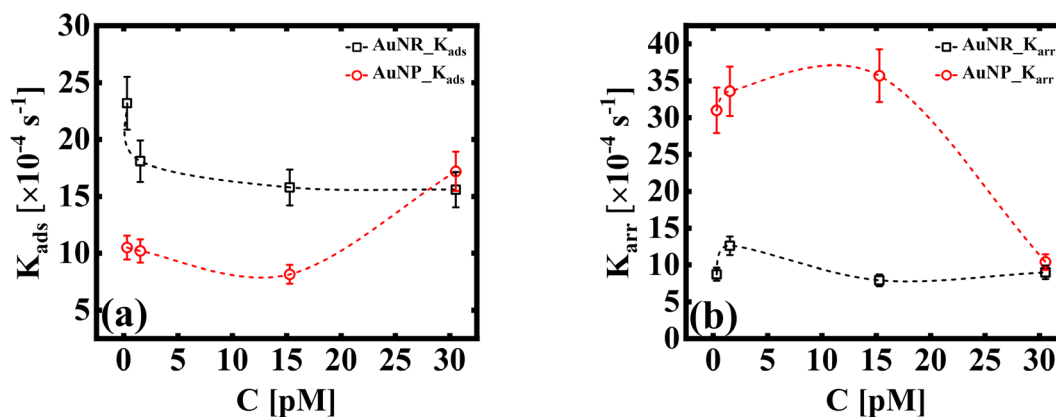 30
25
20
15
10
5
K_ads [×10⁻⁴ s⁻¹]
AuNR_K_ads
AuNP_K_ads
(a)
0 5 10 15 20 25 30
C [pM]
40
35
30
25
20
15
10
5
0
K_arr [×10⁻⁴ s⁻¹]
AuNR_K_arr
AuNP_K_arr
(b)
0 5 10 15 20 25 30
C [pM]